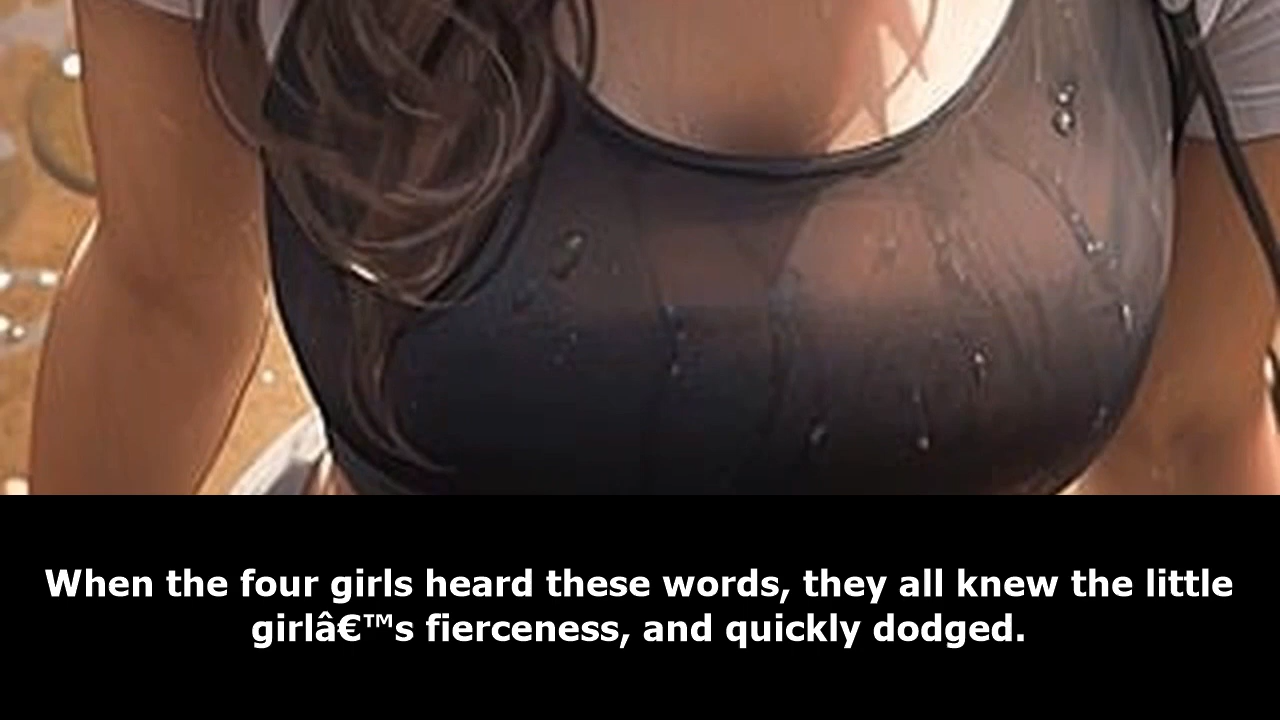 When the four girls heard these words, they all knew the little
girlâ€™s fierceness, and quickly dodged.